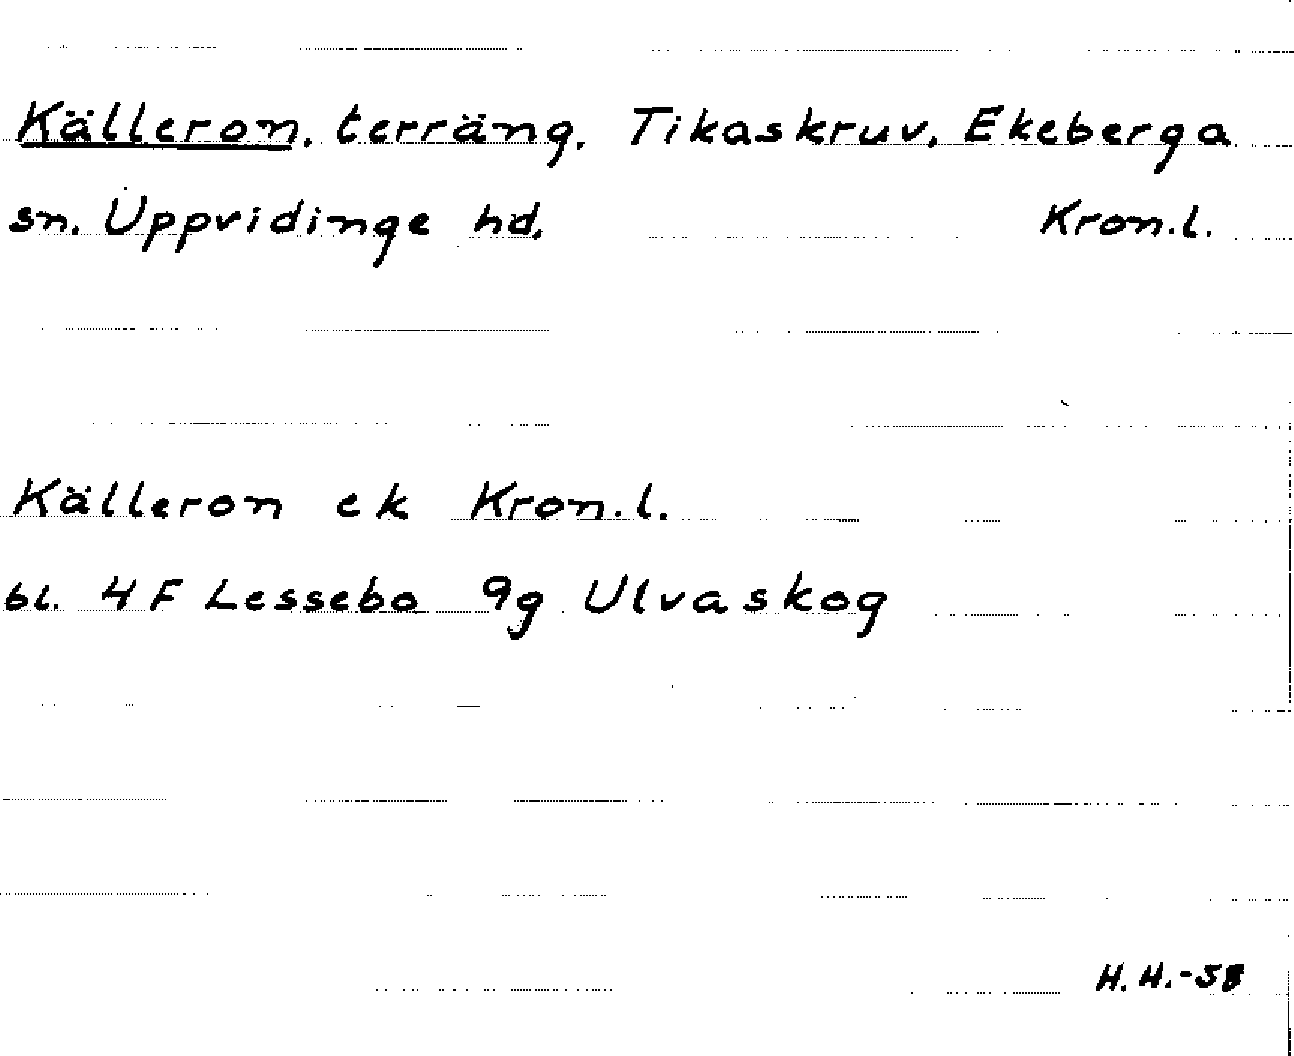 Källeron, terräng, Tikaskruv, Ekeberga
sn. Uppvidinge hd, Kron.l.
Källeron ek Kron.l.
bl. 4F Lessebo 9g Ulvaskog
H.H.-58